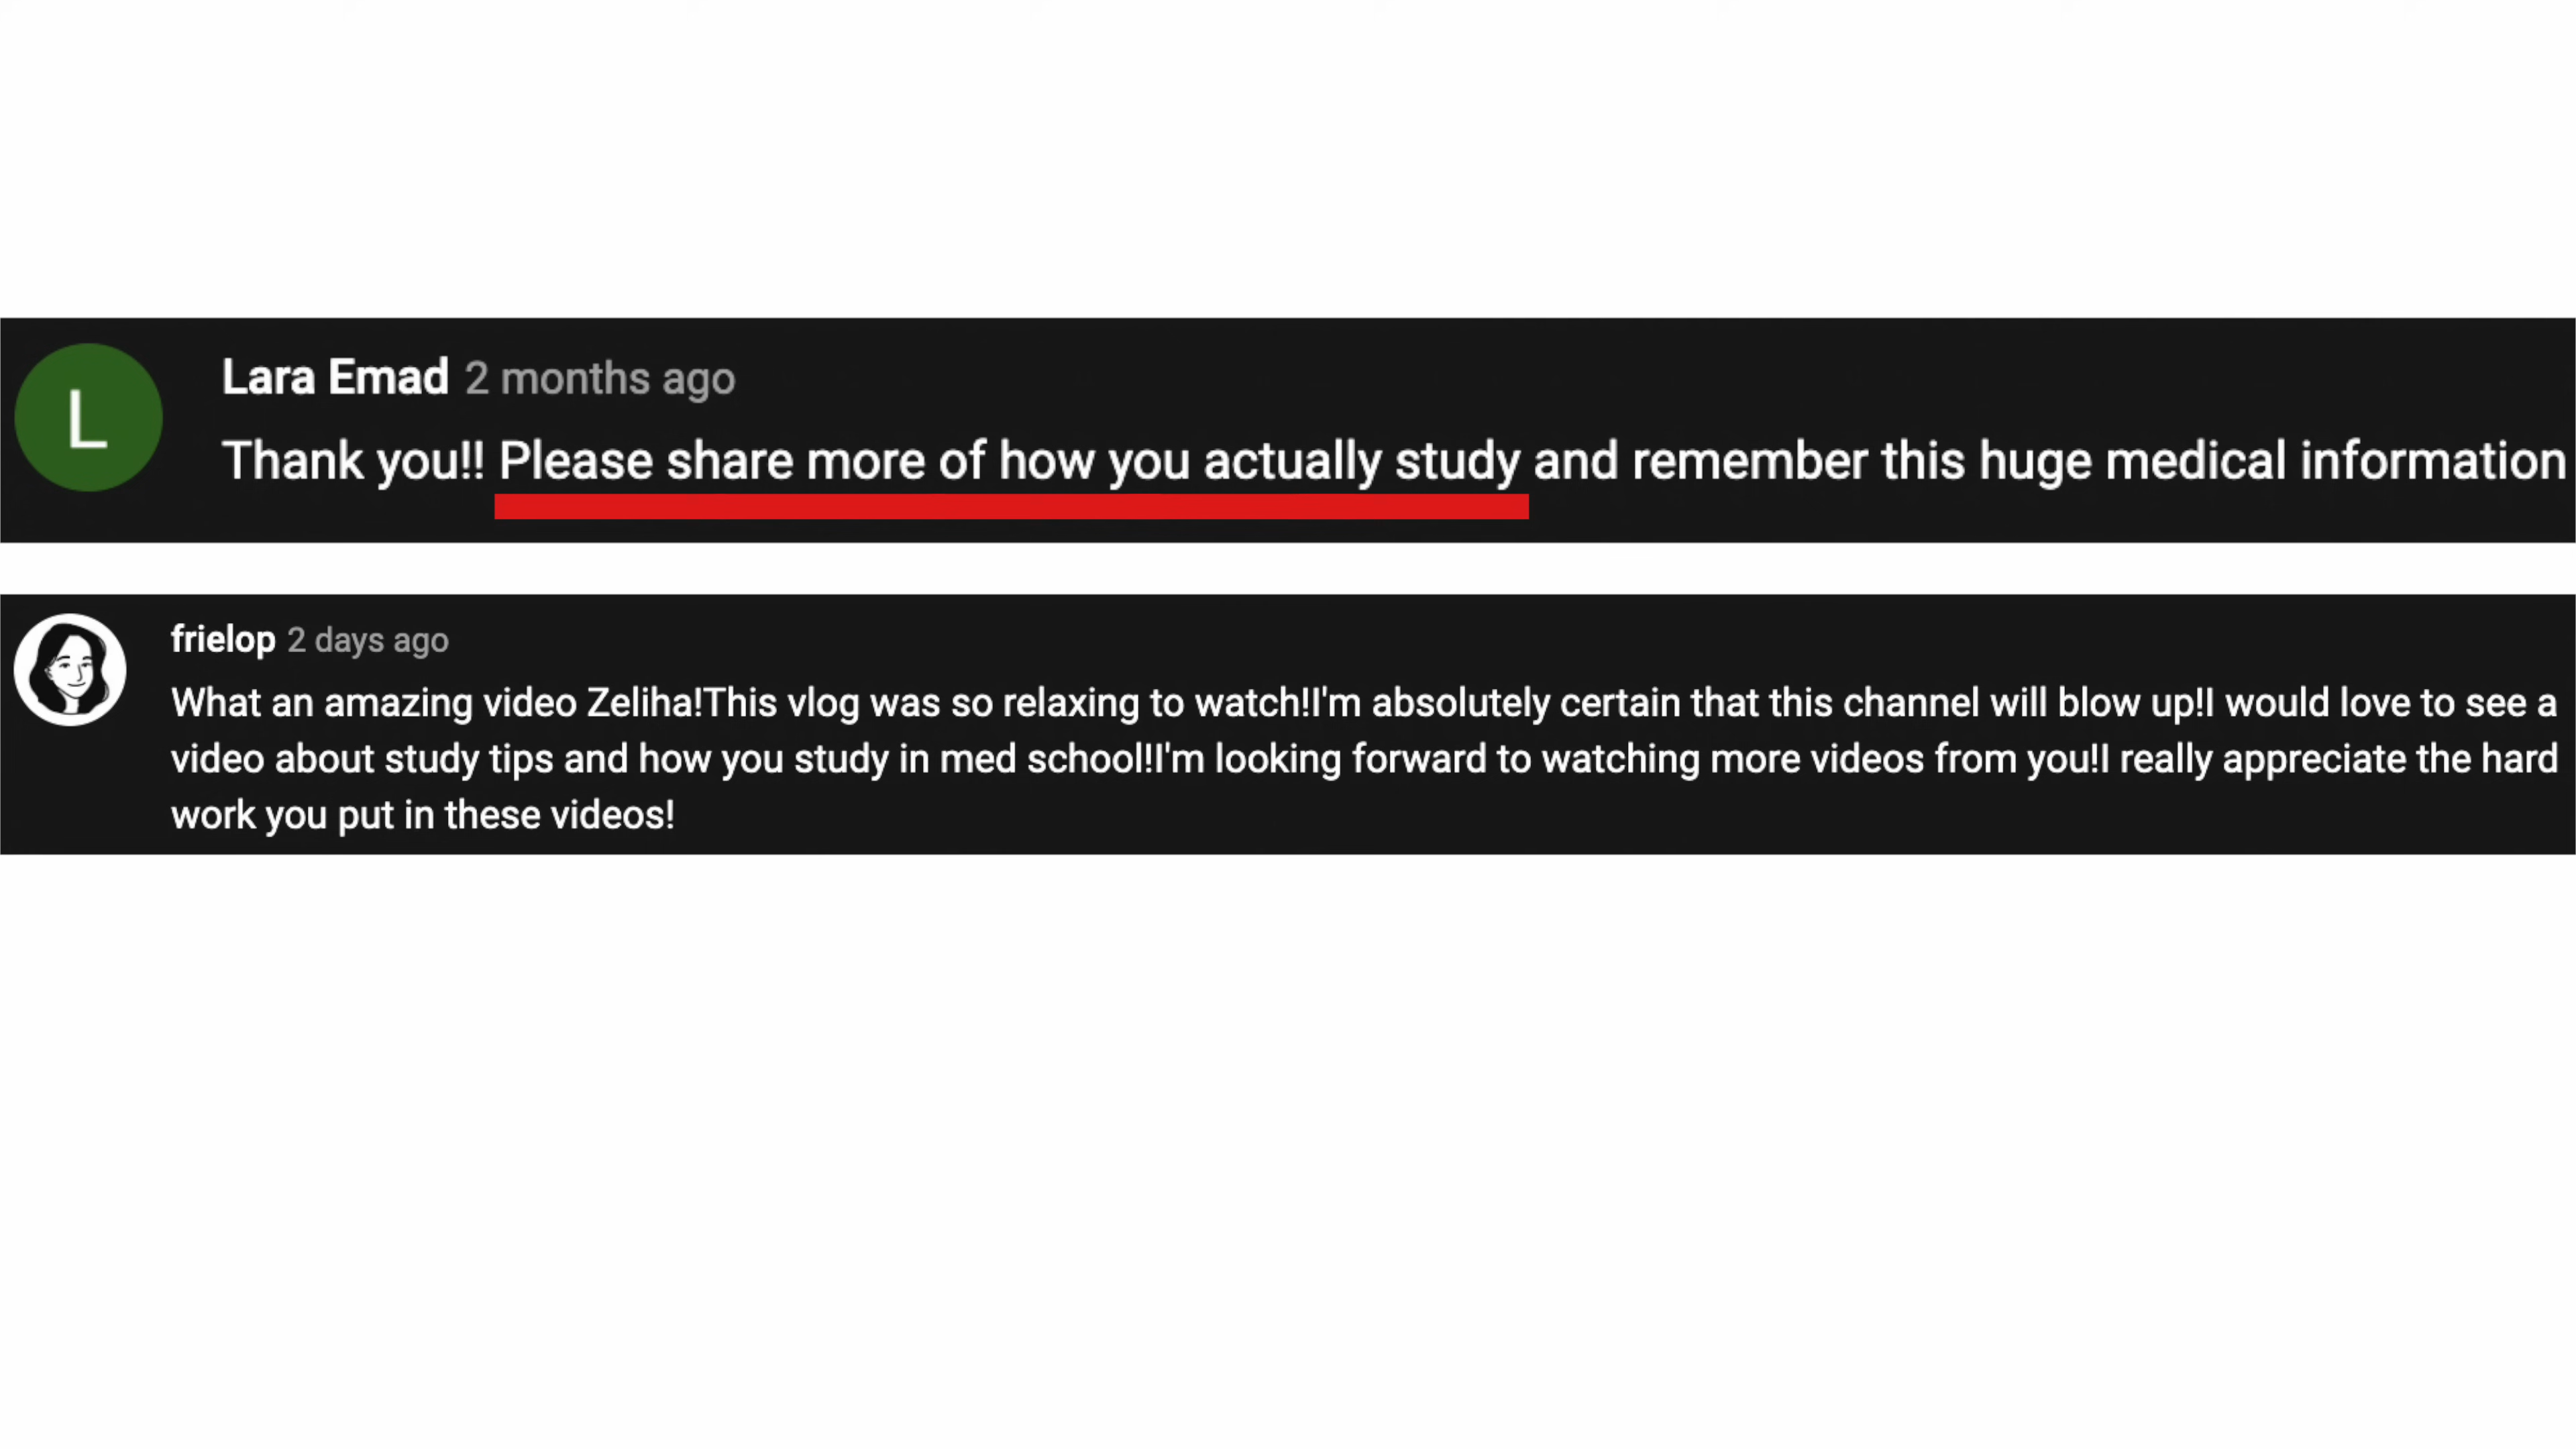 L
Lara Emad 2 months ago
Thank you!! Please share more of how you actually study and remember this huge medical information
frielop 2 days ago
What an amazing video Zeliha!This vlog was so relaxing to watch!I'm absolutely certain that this channel will blow up!I would love to see a
video about study tips and how you study in med school!I'm looking forward to watching more videos from you!I really appreciate the hard
work you put in these videos!